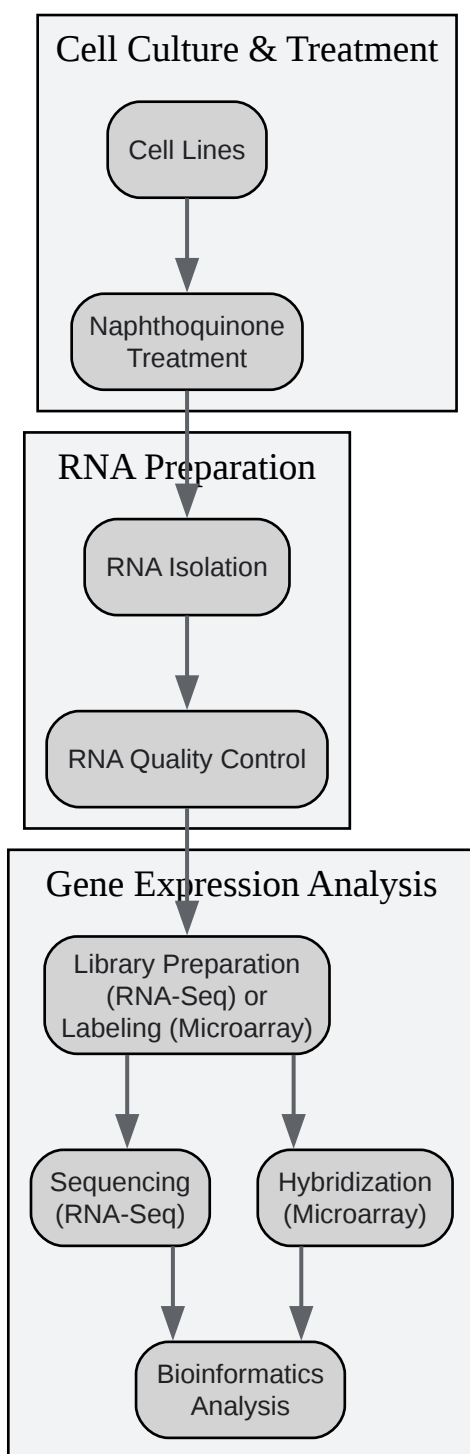 Cell Culture & Treatment
Cell Lines
Naphthoquinone
Treatment
RNA Preparation
RNA Isolation
RNA Quality Control
Gene Expression Analysis
Library Preparation
(RNA-Seq) or
Labeling (Microarray)
Sequencing
(RNA-Seq)
Hybridization
(Microarray)
Bioinformatics
Analysis